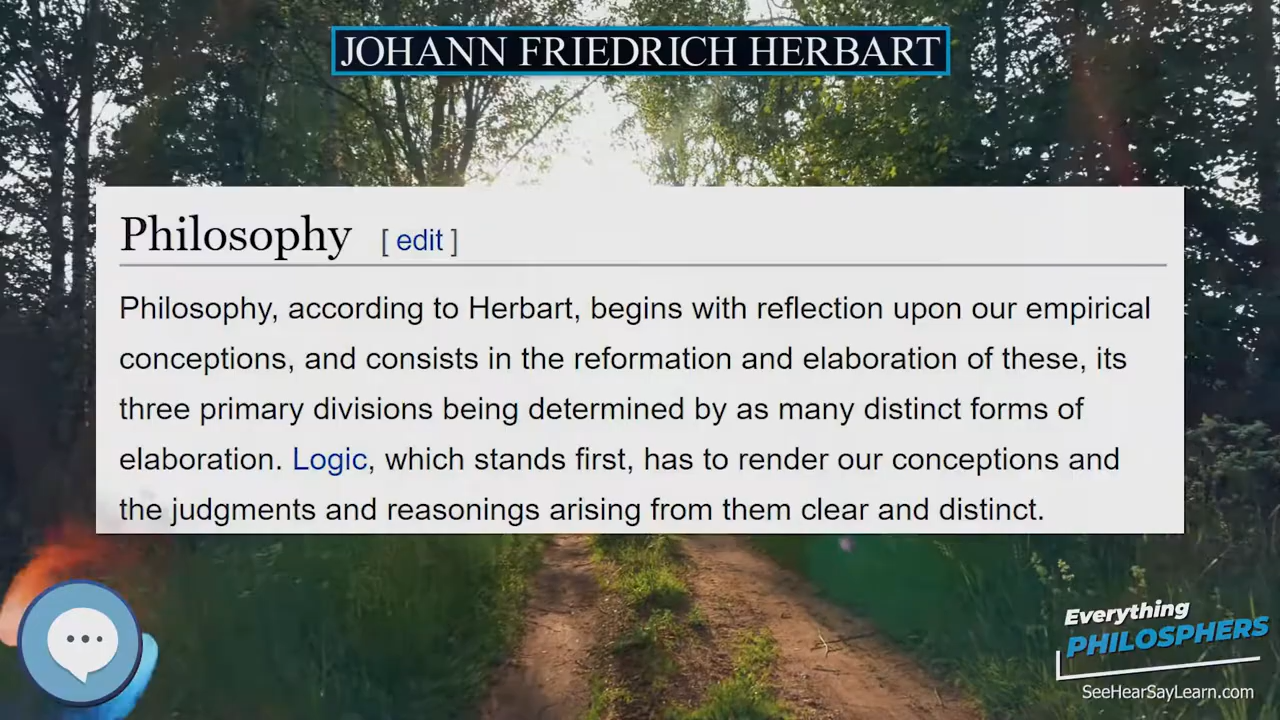 JOHANN FRIEDRICH HERBART
Philosophy [ edit ]
Philosophy, according to Herbart, begins with reflection upon our empirical
conceptions, and consists in the reformation and elaboration of these, its
three primary divisions being determined by as many distinct forms of
elaboration. Logic, which stands first, has to render our conceptions and
the judgments and reasonings arising from them clear and distinct.
Everything
PHILOSPHERS
SeeHearSayLearn.com